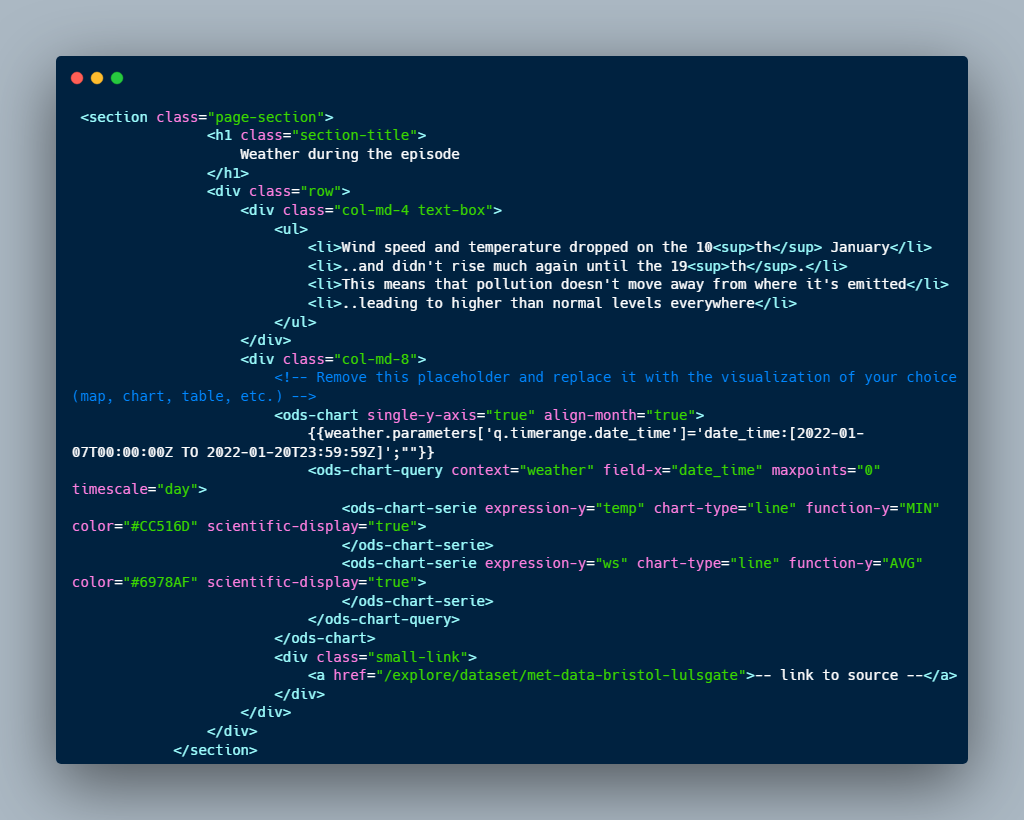 <section class="page-section">
<h1 class="section-title">
Weather during the episode
</h1>
<div class="row">
<div class="col-md-4 text-box">
<ul>
<li>Wind speed and temperature dropped on the 10<sup>th</sup> January</li>
<li>..and didn't rise much again until the 19<sup>th</sup>.</li>
<li>This means that pollution doesn't move away from where it's emitted</li>
<li>..leading to higher than normal levels everywhere</li>
</ul>
</div>
<div class="col-md-8">
<!-- Remove this placeholder and replace it with the visualization of your choice
(map, chart, table, etc.) -->
<ods-chart single-y-axis="true" align-month="true">
{{weather.parameters['q.timerange.date_time']='date_time:[2022-01-
07T00:00:00Z TO 2022-01-20T23:59:59Z]';""}}
<ods-chart-query context="weather" field-x="date_time" maxpoints="0"
timescale="day">
<ods-chart-serie expression-y="temp" chart-type="line" function-y="MIN"
color="#CC516D" scientific-display="true">
</ods-chart-serie>
<ods-chart-serie expression-y="ws" chart-type="line" function-y="AVG"
color="#6978AF" scientific-display="true">
</ods-chart-serie>
</ods-chart-query>
</ods-chart>
<div class="small-link">
<a href="/explore/dataset/met-data-bristol-lulsgate">-- link to source --</a>
</div>
</div>
</div>
</section>